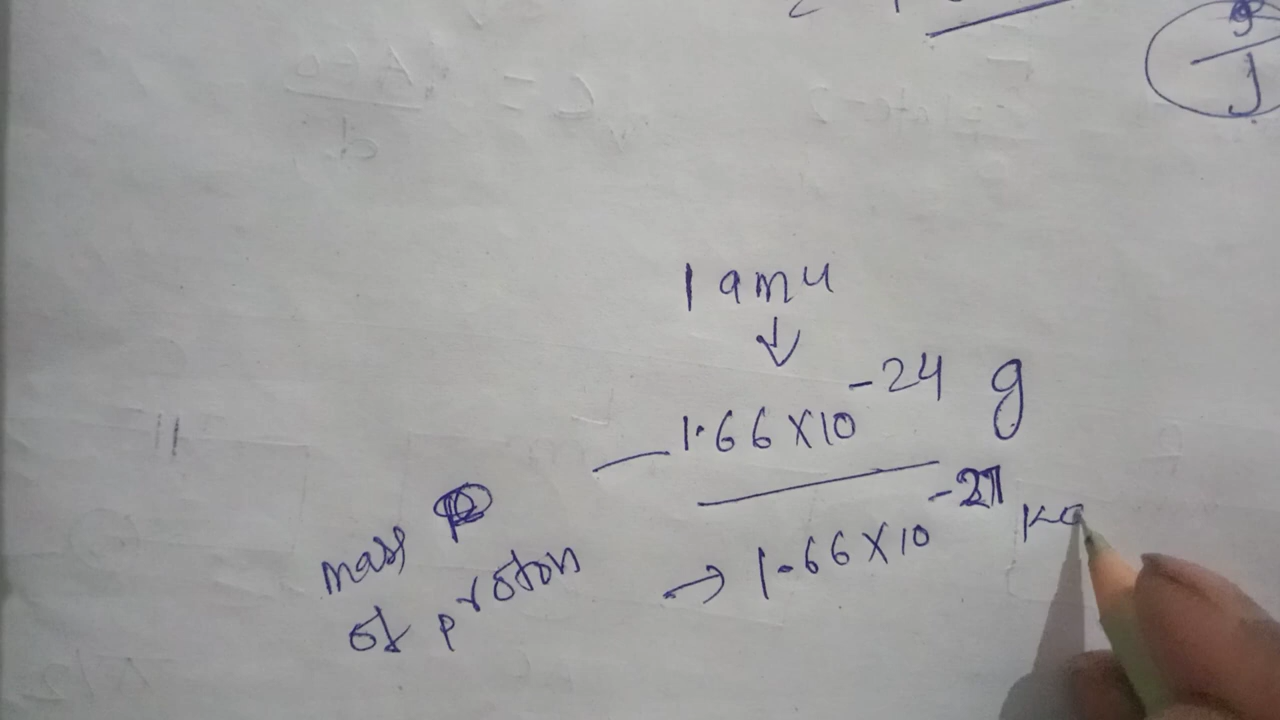 1 amu
1.66×10⁻²⁴ g
mass
of proton → 1.66×10⁻²⁷ kg